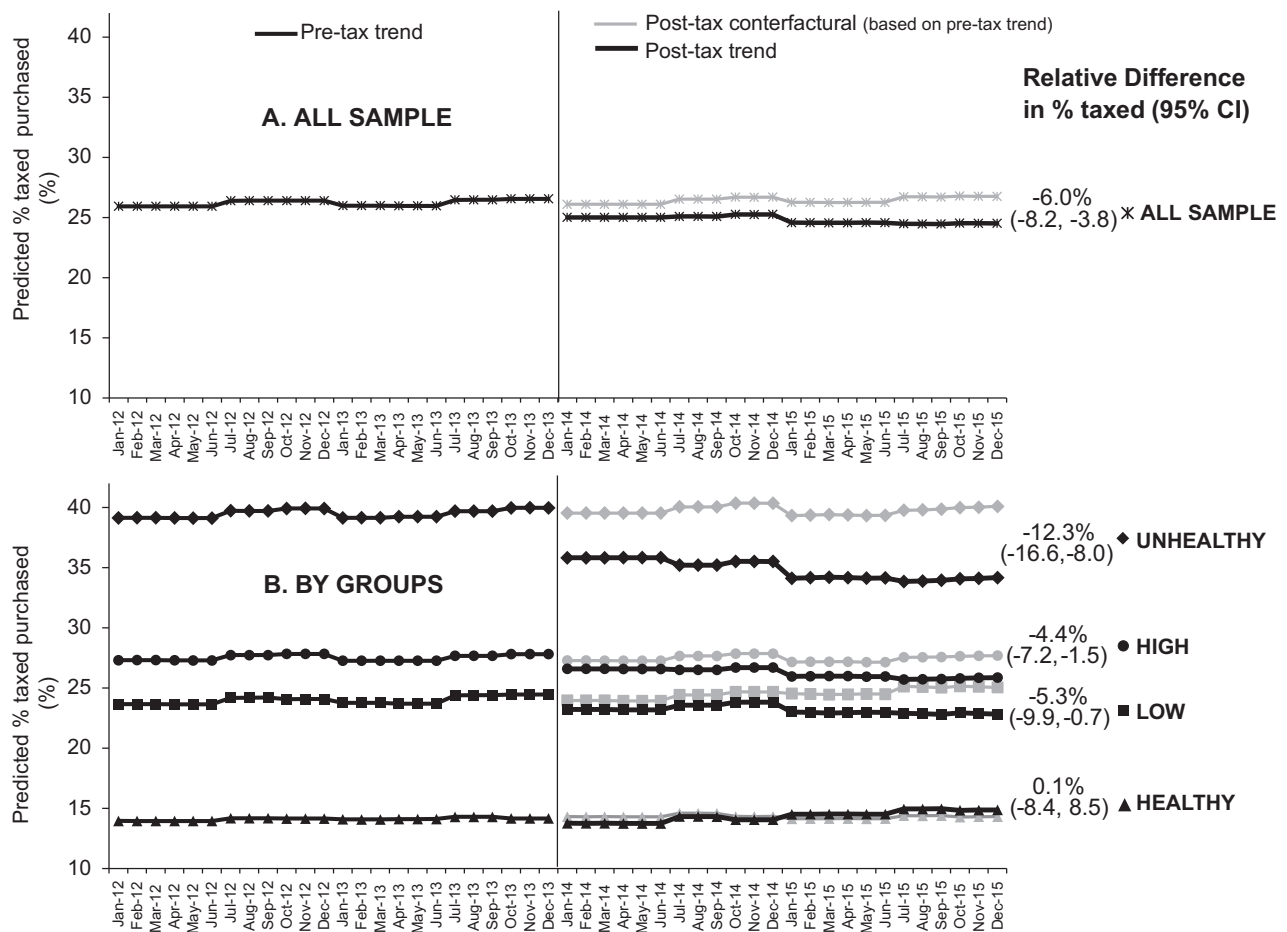 Pre-tax trend
Post-tax conterfactural (based on pre-tax trend)
Post-tax trend
Relative Difference
in % taxed (95% CI)
A. ALL SAMPLE
Predicted % taxed purchased
(%)
40
35
30
25
20
15
10
-6.0%
(-8.2, -3.8)
ALL SAMPLE
Jan-12
Feb-12
Mar-12
Apr-12
May-12
Jun-12
Jul-12
Aug-12
Sep-12
Oct-12
Nov-12
Dec-12
Jan-13
Feb-13
Mar-13
Apr-13
May-13
Jun-13
Jul-13
Aug-13
Sep-13
Oct-13
Nov-13
Dec-13
Jan-14
Feb-14
Mar-14
Apr-14
May-14
Jun-14
Jul-14
Aug-14
Sep-14
Oct-14
Nov-14
Dec-14
Jan-15
Feb-15
Mar-15
Apr-15
May-15
Jun-15
Jul-15
Aug-15
Sep-15
Oct-15
Nov-15
Dec-15
B. BY GROUPS
Predicted % taxed purchased
(%)
40
35
30
25
20
15
10
-12.3%
(-16.6,-8.0)
UNHEALTHY
-4.4%
(-7.2, -1.5)
HIGH
-5.3%
(-9.9,-0.7)
LOW
0.1%
(-8.4, 8.5)
HEALTHY
Jan-12
Feb-12
Mar-12
Apr-12
May-12
Jun-12
Jul-12
Aug-12
Sep-12
Oct-12
Nov-12
Dec-12
Jan-13
Feb-13
Mar-13
Apr-13
May-13
Jun-13
Jul-13
Aug-13
Sep-13
Oct-13
Nov-13
Dec-13
Jan-14
Feb-14
Mar-14
Apr-14
May-14
Jun-14
Jul-14
Aug-14
Sep-14
Oct-14
Nov-14
Dec-14
Jan-15
Feb-15
Mar-15
Apr-15
May-15
Jun-15
Jul-15
Aug-15
Sep-15
Oct-15
Nov-15
Dec-15